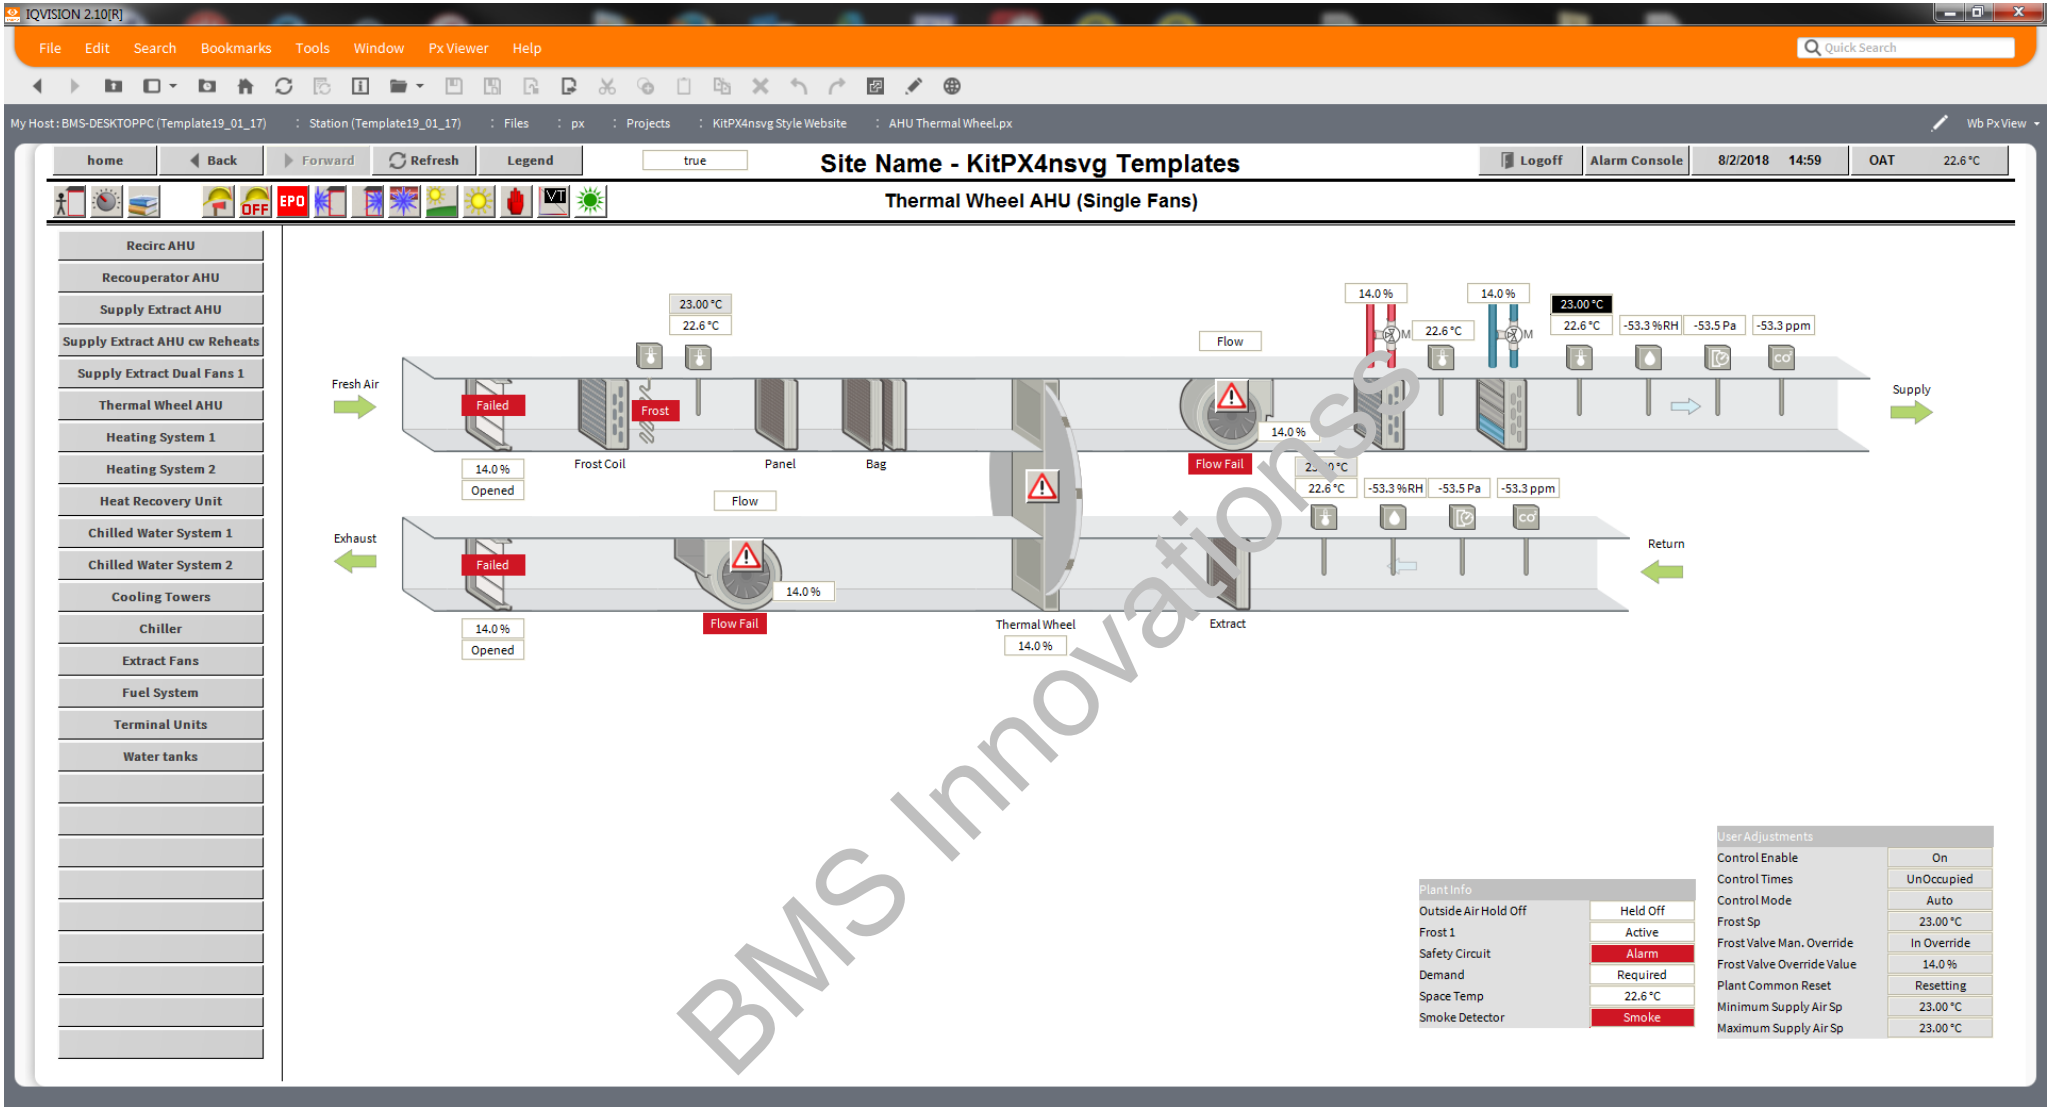 IQVISION 2.10[R]
File Edit Search Bookmarks Tools Window Px Viewer Help
Quick Search
My Host : BMS-DESKTOPPC (Template19_01_17) : Station (Template19_01_17) : Files : px : Projects : KitPX4nsvg Style Website : AHU Thermal Wheel.px
Wb Px View
home Back Forward Refresh Legend
true
Site Name - KitPX4nsvg Templates
Logoff Alarm Console 8/2/2018 14:59 OAT 22.6 °C
OFF EPO VT
Thermal Wheel AHU (Single Fans)
Recirc AHU
Recouperator AHU
Supply Extract AHU
Supply Extract AHU cw Reheats
Supply Extract Dual Fans 1
Thermal Wheel AHU
Heating System 1
Heating System 2
Heat Recovery Unit
Chilled Water System 1
Chilled Water System 2
Cooling Towers
Chiller
Extract Fans
Fuel System
Terminal Units
Water tanks
14.0 % 14.0 %
23.00 °C 23.00 °C
22.6 °C M 22.6 °C M 22.6 °C -53.3 %RH -53.5 Pa -53.3 ppm
Flow
CO²
Fresh Air
Supply
Failed Frost
14.0 %
Frost Coil Panel Bag Flow Fail
14.0 %
Opened
22.6 °C -53.3 %RH -53.5 Pa -53.3 ppm
Flow
CO²
Exhaust
Return
Failed
14.0 %
Flow Fail Thermal Wheel Extract
14.0 %
14.0 %
Opened
BMS Innovationss
Plant Info
Outside Air Hold Off Held Off
Frost 1 Active
Safety Circuit Alarm
Demand Required
Space Temp 22.6 °C
Smoke Detector Smoke
User Adjustments
Control Enable On
Control Times UnOccupied
Control Mode Auto
Frost Sp 23.00 °C
Frost Valve Man. Override In Override
Frost Valve Override Value 14.0 %
Plant Common Reset Resetting
Minimum Supply Air Sp 23.00 °C
Maximum Supply Air Sp 23.00 °C